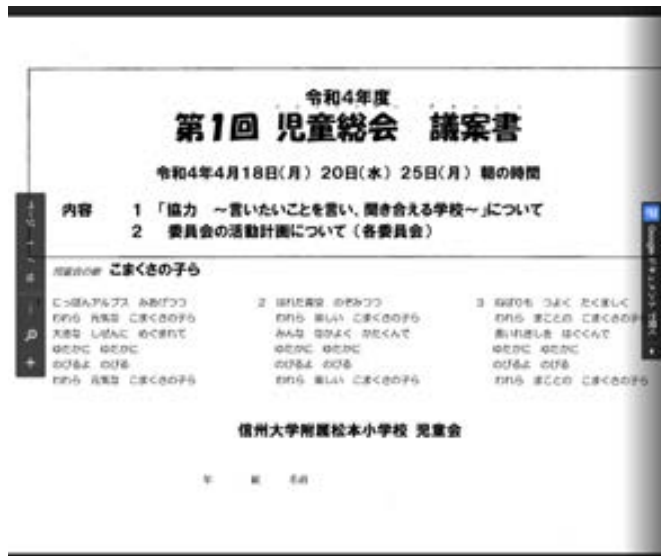 令和4年度
第1回 児童総会 議案書
令和4年4月18日(月) 20日(水) 25日(月) 朝の時間
内容 1 「協力 ～言いたいことを言い、聞き合える学校～」について
2 委員会の活動計画について(各委員会)
児童会の歌 こまくさの子ら
1 にっぽんアルプス みあげつつ
われら 元気な こまくさの子ら
大きな しぜんに めぐまれて
ゆたかに ゆたかに
のびるよ のびる
われら 元気な こまくさの子ら
2 はれた青空 のぞみつつ
われら 楽しい こまくさの子ら
みんな なかよく かたくんで
ゆたかに ゆたかに
のびるよ のびる
われら 楽しい こまくさの子ら
3 ねばりも つよく たくましく
われら まことの こまくさの子
ゆたかに ゆたかに
のびるよ のびる
われら まことの こまくさの子ら
信州大学附属松本小学校 児童会
年 組 名前